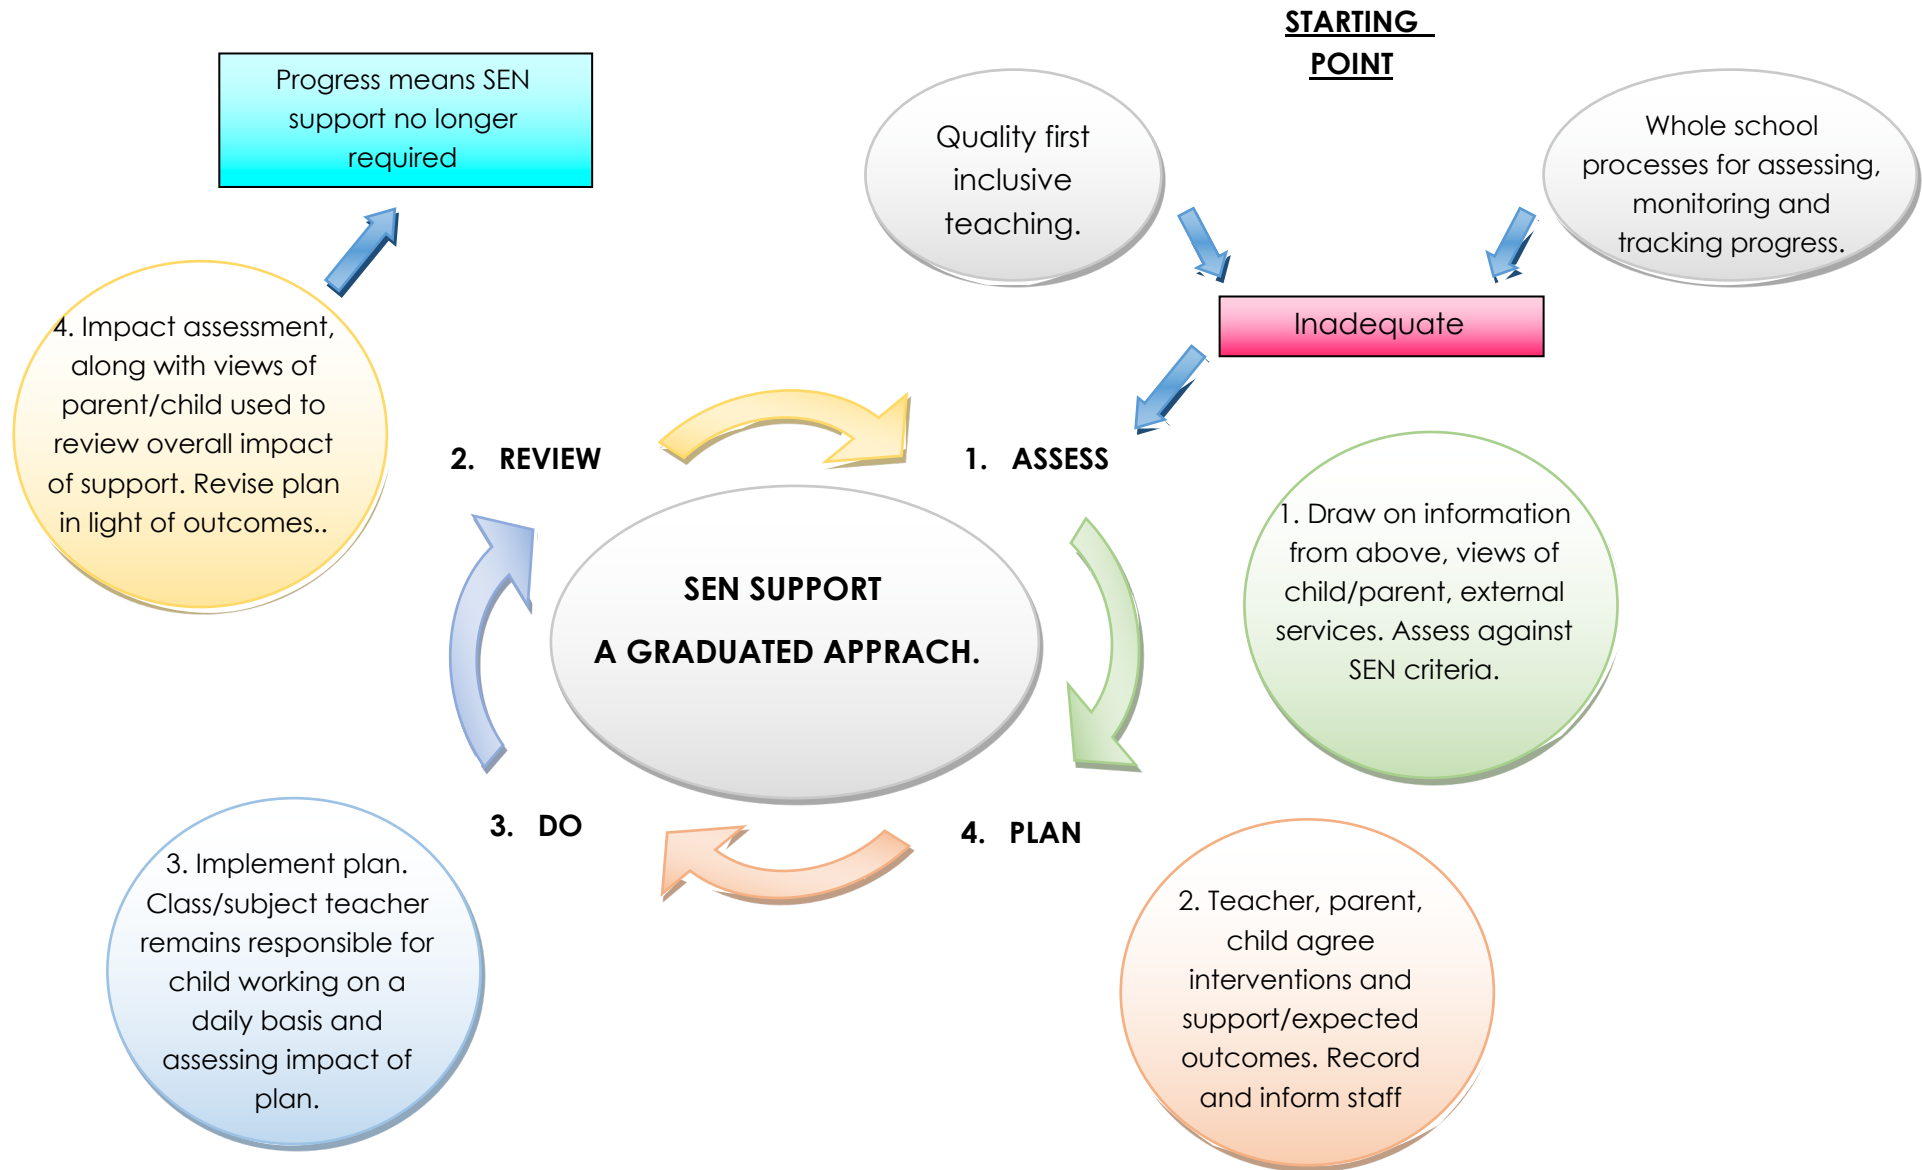 STARTING
POINT
Progress means SEN
support no longer
required
Quality first
inclusive
teaching.
Whole school
processes for assessing,
monitoring and
tracking progress.
Inadequate
4. Impact assessment,
along with views of
parent/child used to
review overall impact
of support. Revise plan
in light of outcomes..
2. REVIEW
1. ASSESS
1. Draw on information
from above, views of
child/parent, external
services. Assess against
SEN criteria.
SEN SUPPORT
A GRADUATED APPRACH.
3. DO
4. PLAN
3. Implement plan.
Class/subject teacher
remains responsible for
child working on a
daily basis and
assessing impact of
plan.
2. Teacher, parent,
child agree
interventions and
support/expected
outcomes. Record
and inform staff